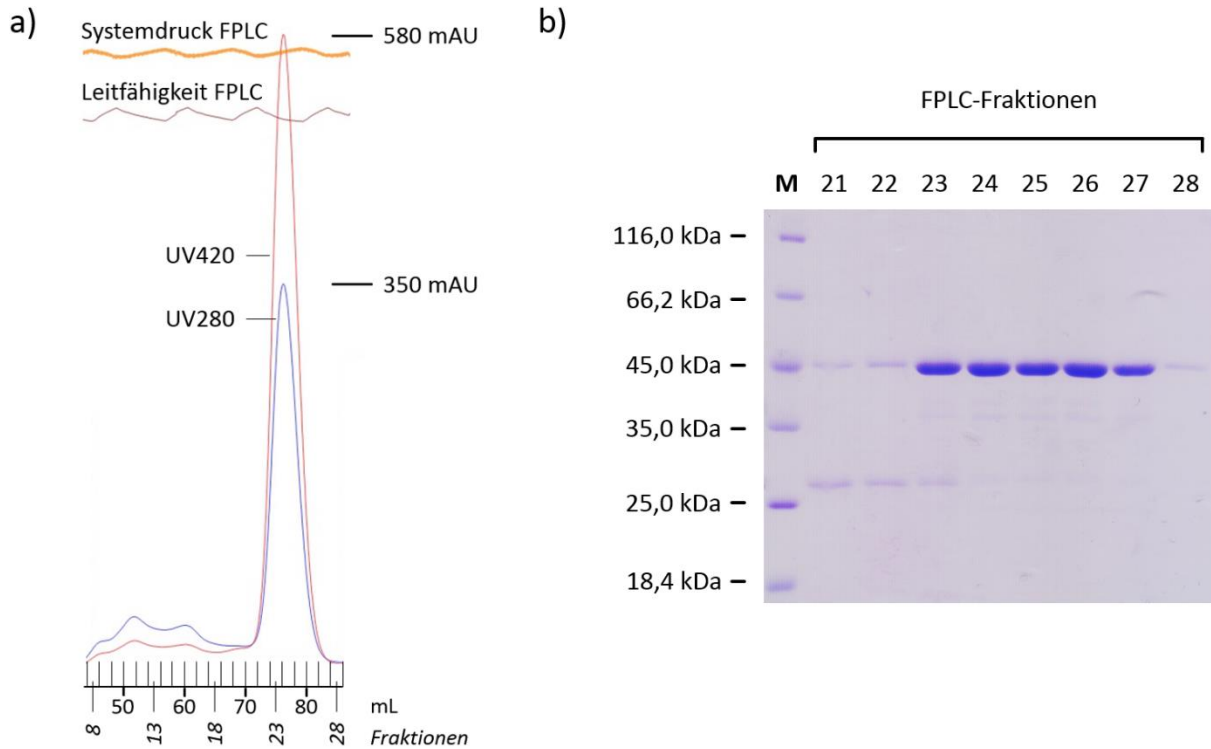 a)
Systemdruck FPLC
580 mAU
Leitfähigkeit FPLC
UV420
350 mAU
UV280
50 60 70 80 mL
8 13 18 23 28 Fraktionen
b)
FPLC-Fraktionen
M 21 22 23 24 25 26 27 28
116,0 kDa
66,2 kDa
45,0 kDa
35,0 kDa
25,0 kDa
18,4 kDa